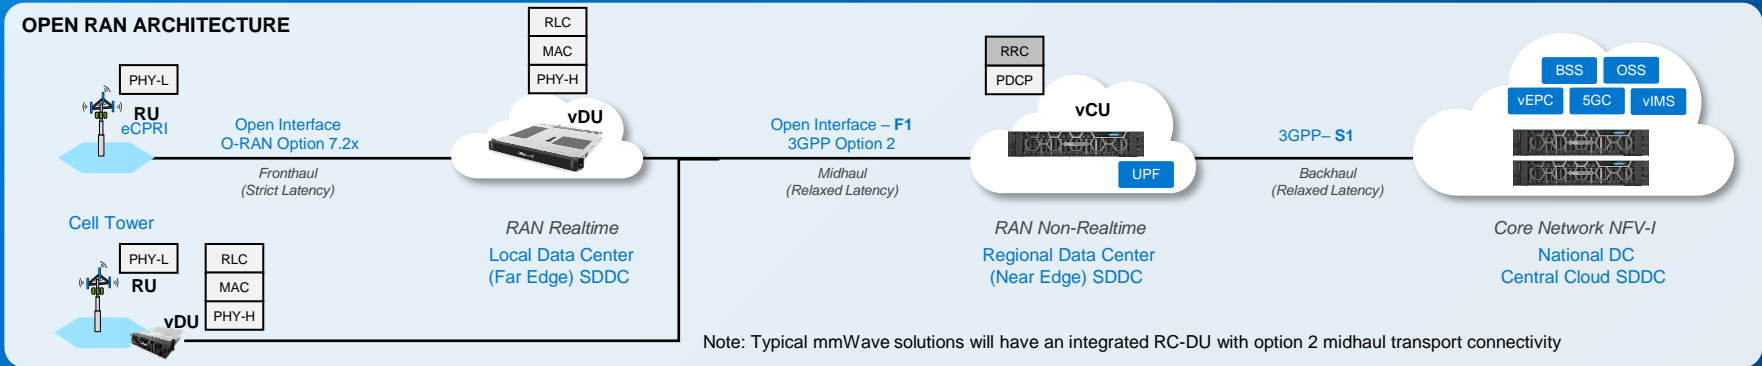 OPEN RAN ARCHITECTURE
PHY-L
RU
eCPRI
Open Interface
O-RAN Option 7.2x
Fronthaul
(Strict Latency)
RLC
MAC
PHY-H
vDU
RAN Realtime
Local Data Center
(Far Edge) SDDC
Open Interface – F1
3GPP Option 2
Midhaul
(Relaxed Latency)
RRC
PDCP
vCU
UPF
RAN Non-Realtime
Regional Data Center
(Near Edge) SDDC
3GPP– S1
Backhaul
(Relaxed Latency)
BSS
OSS
vEPC
5GC
vIMS
Core Network NFV-I
National DC
Central Cloud SDDC
Cell Tower
PHY-L
RU
RLC
MAC
PHY-H
vDU
Note: Typical mmWave solutions will have an integrated RC-DU with option 2 midhaul transport connectivity